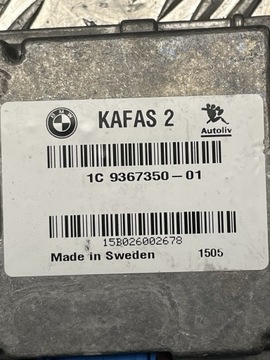 BMW
KAFAS 2
Autoliv
1C 9367350-01
15B026002678
Made in Sweden 1505